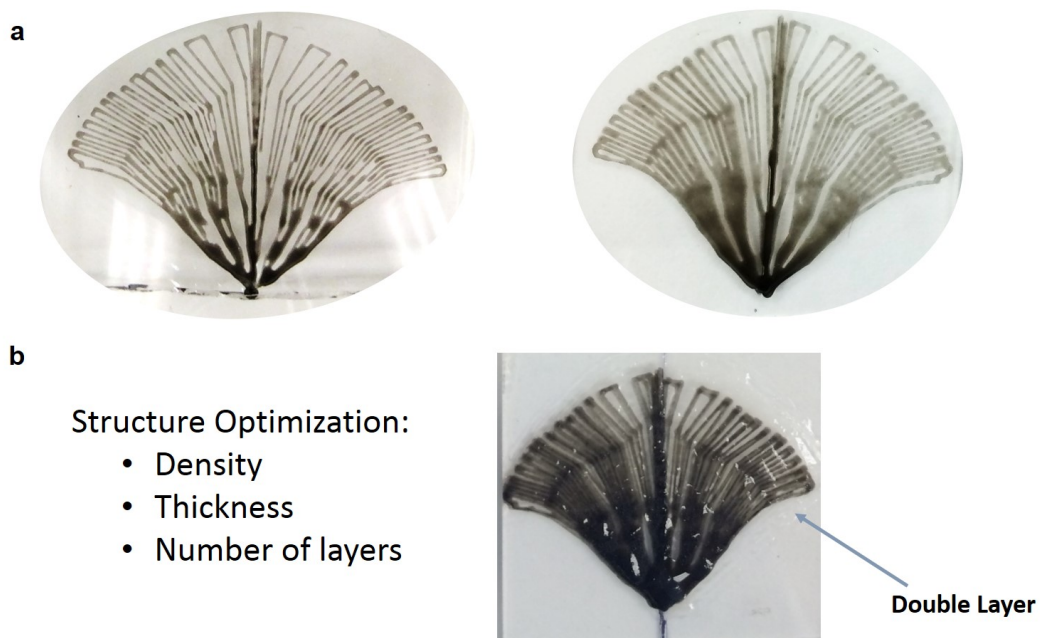 a
b
Structure Optimization:
• Density
• Thickness
• Number of layers
Double Layer